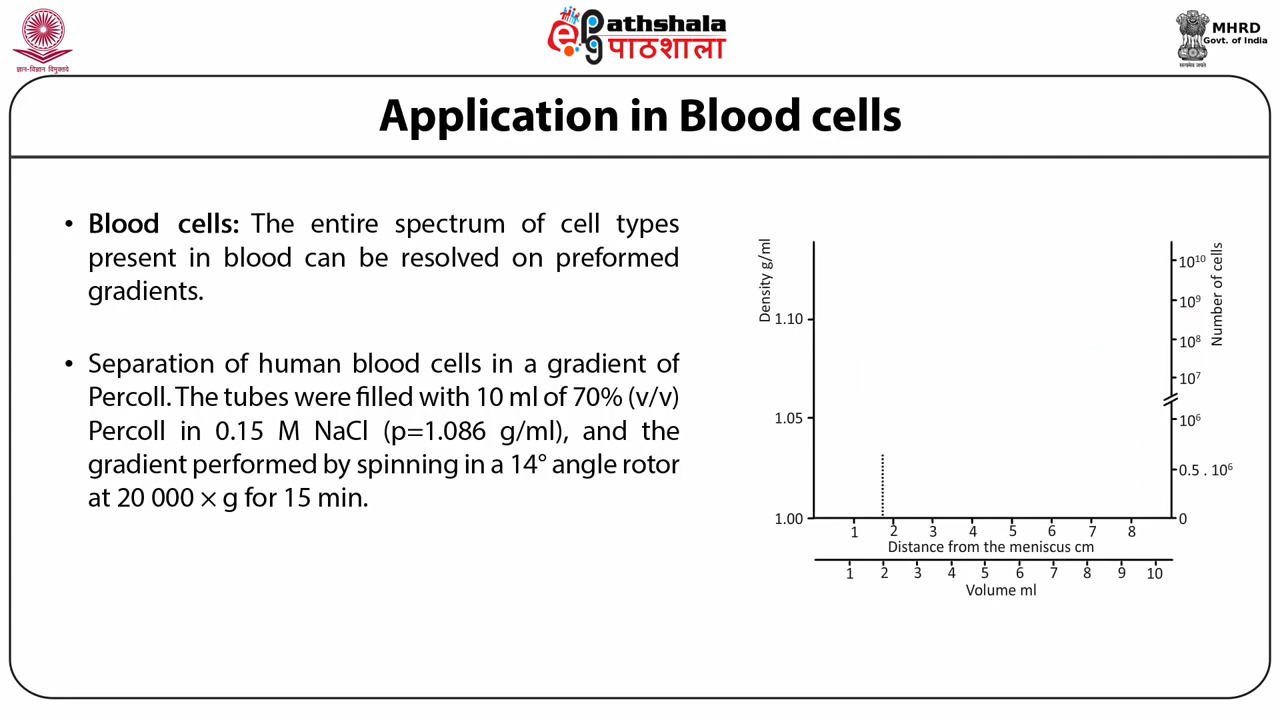 ज्ञान-विज्ञान विमुक्तये
ePathshala
पाठशाला
MHRD
Govt. of India
सत्यमेव जयते
Application in Blood cells
• Blood cells: The entire spectrum of cell types
present in blood can be resolved on preformed
gradients.
• Separation of human blood cells in a gradient of
Percoll. The tubes were filled with 10 ml of 70% (v/v)
Percoll in 0.15 M NaCl (p=1.086 g/ml), and the
gradient performed by spinning in a 14° angle rotor
at 20 000 × g for 15 min.
Density g/ml
1.10
1.05
1.00
Number of cells
10¹⁰
10⁹
10⁸
10⁷
10⁶
0.5 . 10⁶
0
1 2 3 4 5 6 7 8
Distance from the meniscus cm
1 2 3 4 5 6 7 8 9 10
Volume ml